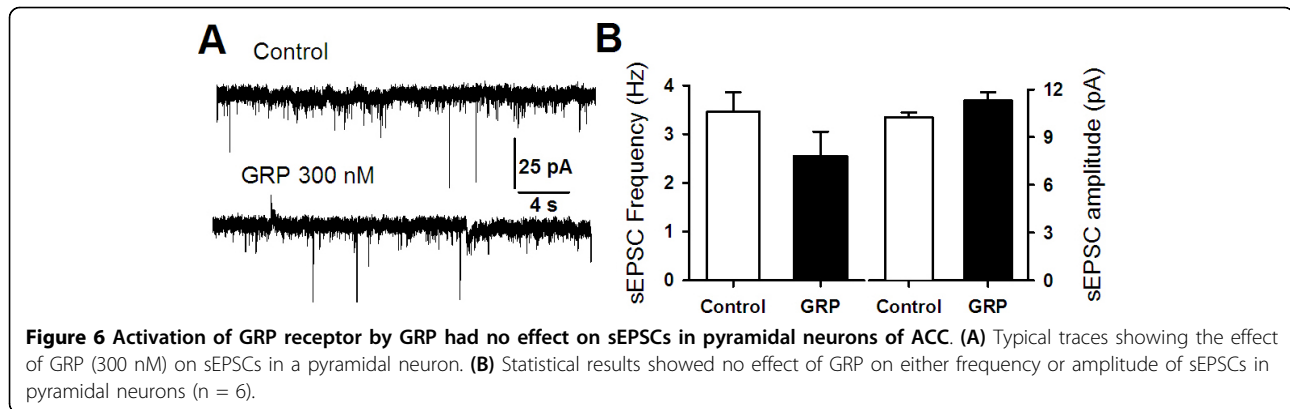 A
Control
GRP 300 nM
25 pA
4 s
B
sEPSC Frequency (Hz)
4
3
2
1
0
Control
GRP
Control
GRP
12
9
6
3
0
sEPSC amplitude (pA)
Figure 6 Activation of GRP receptor by GRP had no effect on sEPSCs in pyramidal neurons of ACC. (A) Typical traces showing the effect
of GRP (300 nM) on sEPSCs in a pyramidal neuron. (B) Statistical results showed no effect of GRP on either frequency or amplitude of sEPSCs in
pyramidal neurons (n = 6).